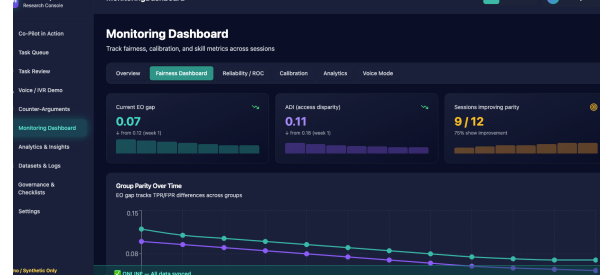 Research Console
Co-Pilot in Action
Task Queue
Task Review
Voice / IVR Demo
Counter-Arguments
Monitoring Dashboard
Analytics & Insights
Datasets & Logs
Governance &
Checklists
Settings
Monitoring Dashboard
Track fairness, calibration, and skill metrics across sessions
Overview
Fairness Dashboard
Reliability / ROC
Calibration
Analytics
Voice Mode
Current EO gap
0.07
↓ from 0.12 (week 1)
ADI (access disparity)
0.11
↓ from 0.18 (week 1)
Sessions improving parity
9 / 12
75% show improvement
Group Parity Over Time
EO gap tracks TPR/FPR differences across groups
0.15
0.08
/ Synthetic Only
✅ ONLINE — All data synced